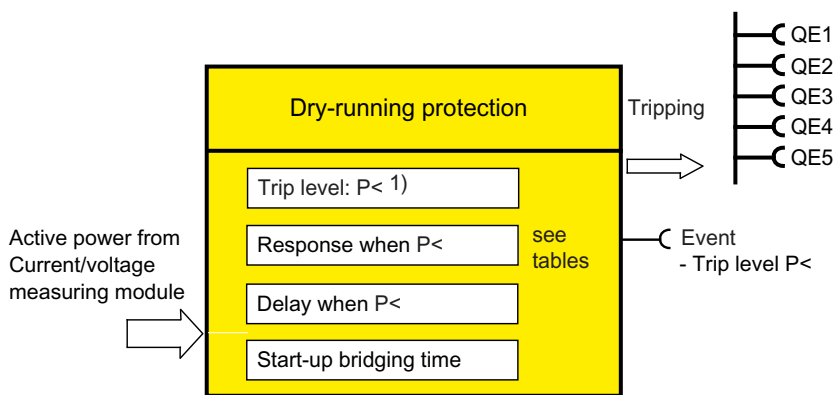 Dry-running protection
Tripping
QE1
QE2
QE3
QE4
QE5
Active power from
Current/voltage
measuring module
Trip level: P< 1)
Response when P<
Delay when P<
Start-up bridging time
see
tables
Event
- Trip level P<